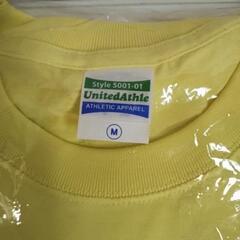 Style 5001-01
UnitedAthle
ATHLETIC APPAREL
M